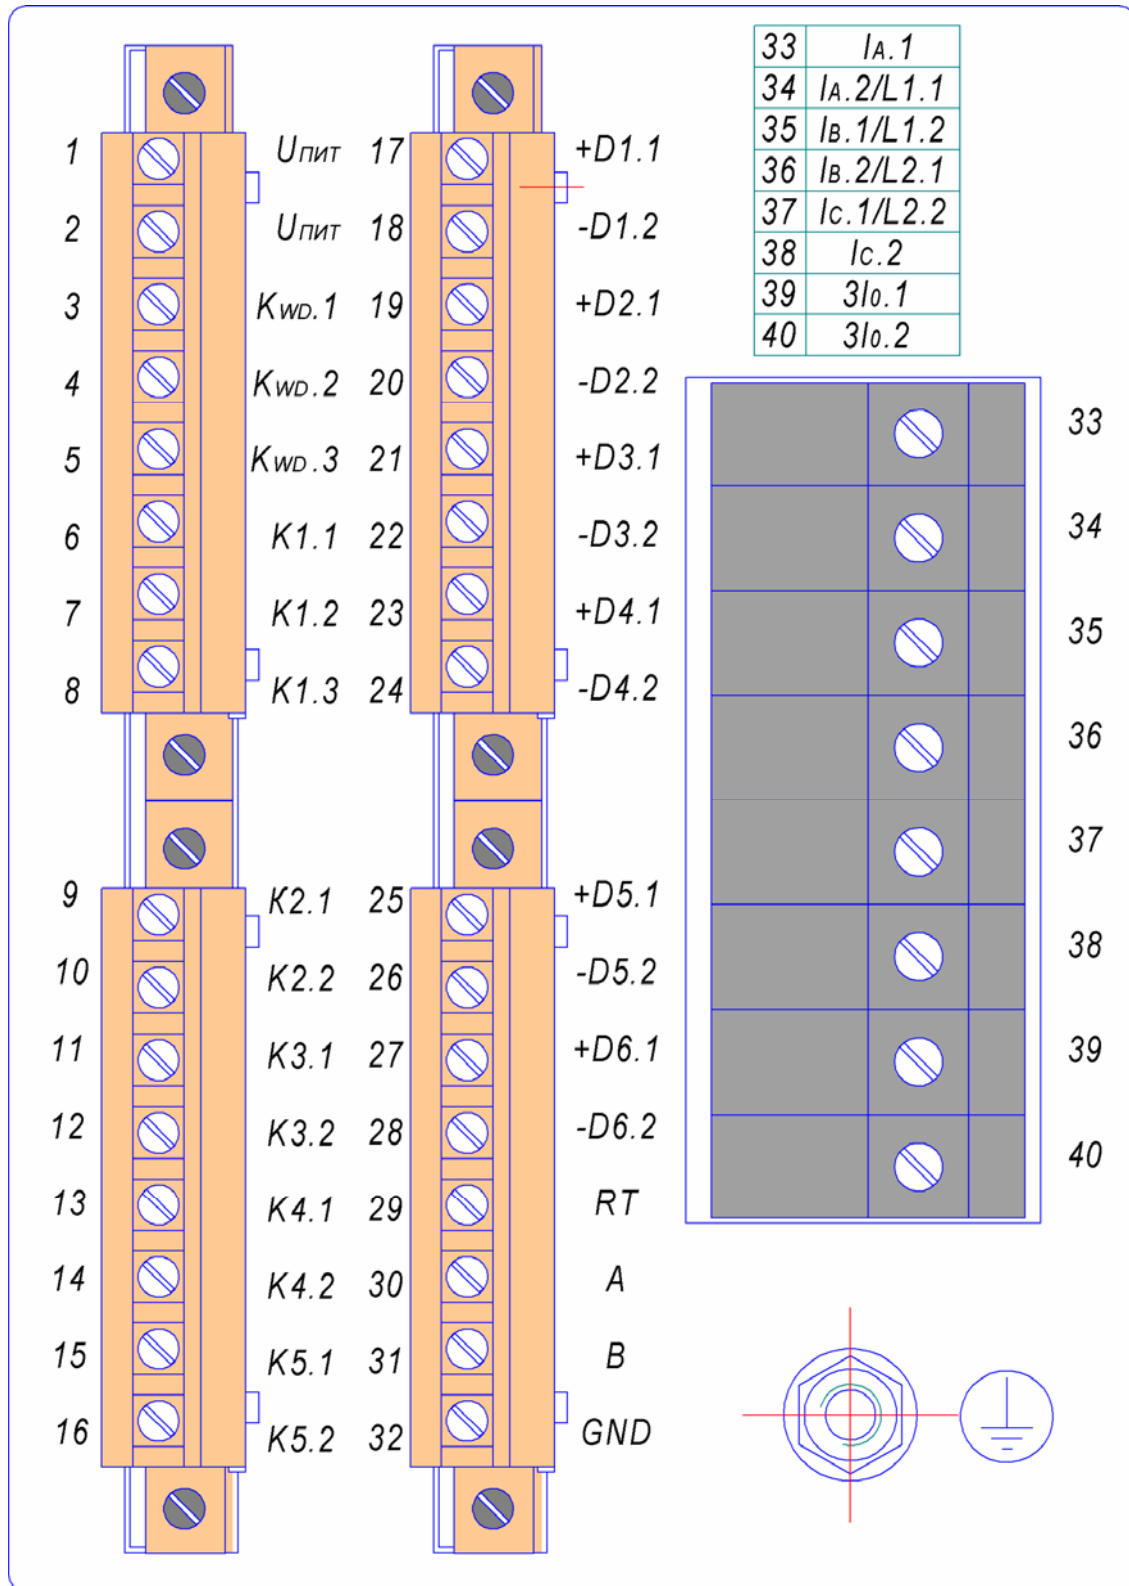 1 Uпит 17 +D1.1
2 Uпит 18 -D1.2
3 KWD.1 19 +D2.1
4 KWD.2 20 -D2.2
5 KWD.3 21 +D3.1
6 K1.1 22 -D3.2
7 K1.2 23 +D4.1
8 K1.3 24 -D4.2
9 K2.1 25 +D5.1
10 K2.2 26 -D5.2
11 K3.1 27 +D6.1
12 K3.2 28 -D6.2
13 K4.1 29 RT
14 K4.2 30 A
15 K5.1 31 B
16 K5.2 32 GND
33 IA.1
34 IA.2/L1.1
35 IB.1/L1.2
36 IB.2/L2.1
37 IC.1/L2.2
38 IC.2
39 3I0.1
40 3I0.2
33
34
35
36
37
38
39
40